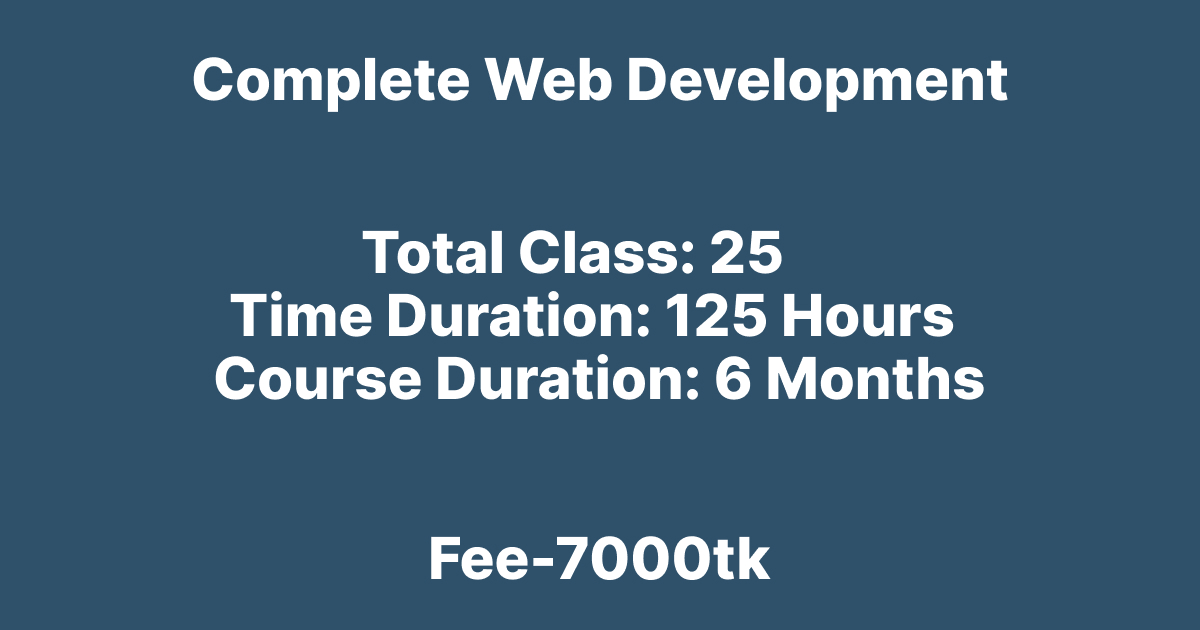 Complete Web Development
Total Class: 25
Time Duration: 125 Hours
Course Duration: 6 Months
Fee-7000tk